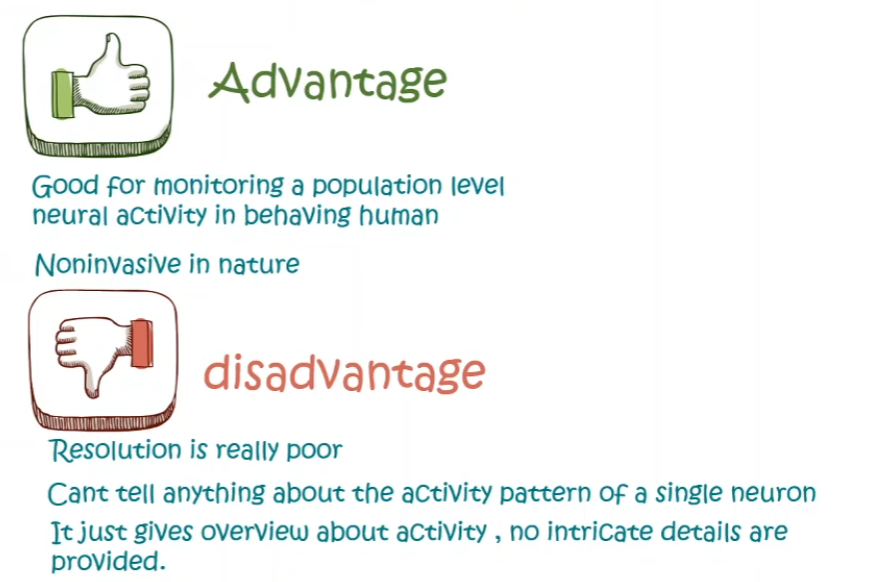 Advantage
Good for monitoring a population level
neural activity in behaving human
Noninvasive in nature
disadvantage
Resolution is really poor
Cant tell anything about the activity pattern of a single neuron
It just gives overview about activity , no intricate details are
provided.